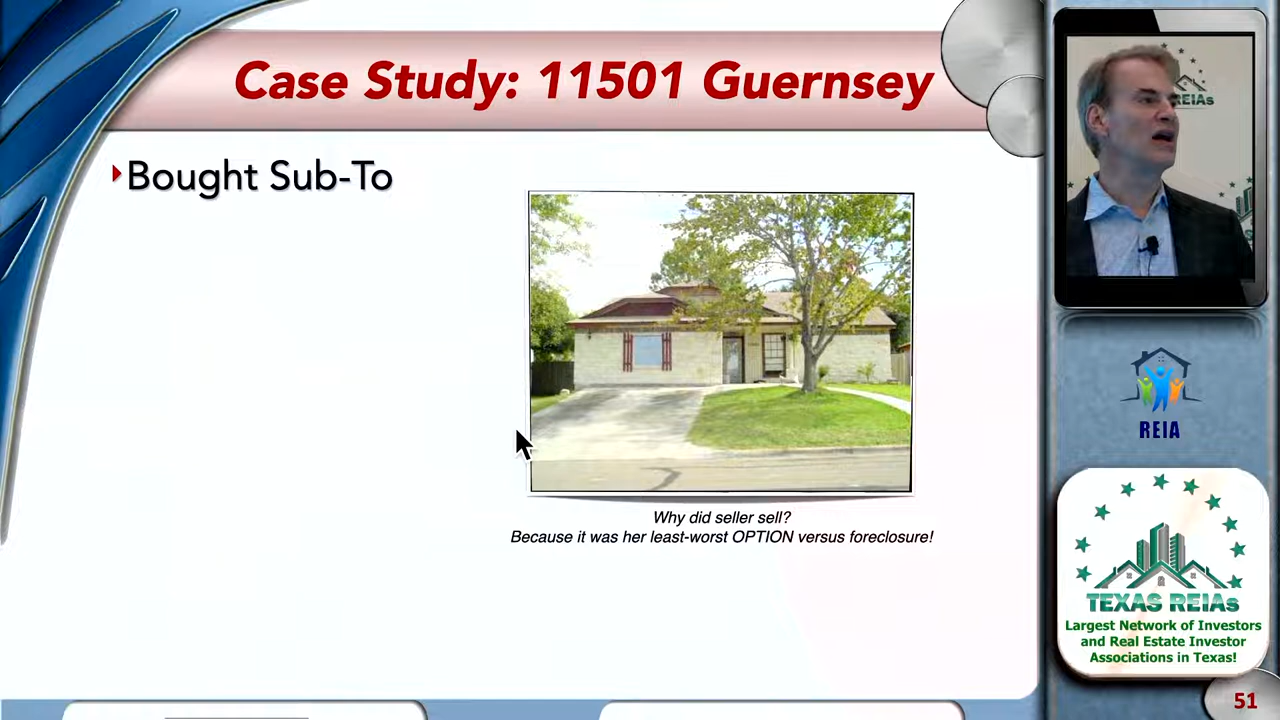 Case Study: 11501 Guernsey
Bought Sub-To
Why did seller sell?
Because it was her least-worst OPTION versus foreclosure!
REIAs
REIA
TEXAS REIAs
Largest Network of Investors
and Real Estate Investor
Associations in Texas!
51